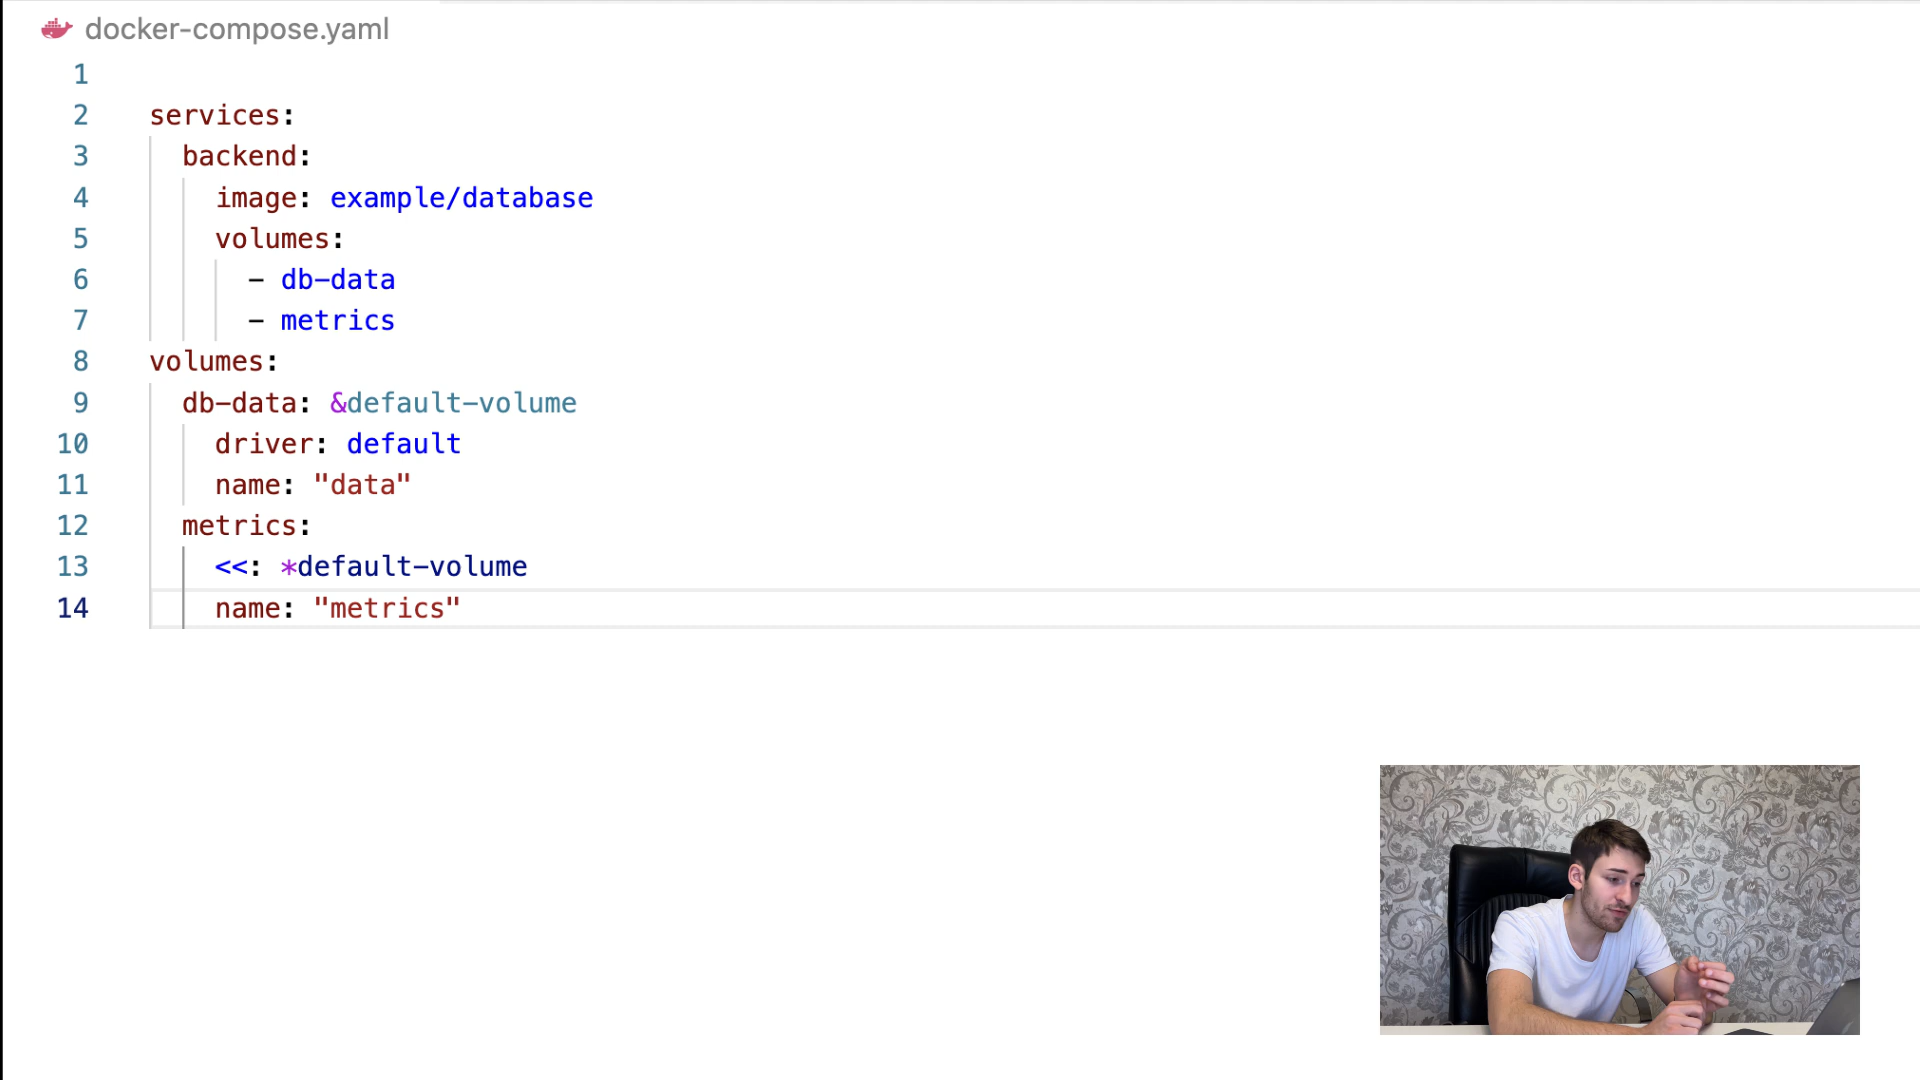 docker-compose.yaml
1
2 services:
3 backend:
4 image: example/database
5 volumes:
6 - db-data
7 - metrics
8 volumes:
9 db-data: &default-volume
10 driver: default
11 name: "data"
12 metrics:
13 <<: *default-volume
14 name: "metrics"